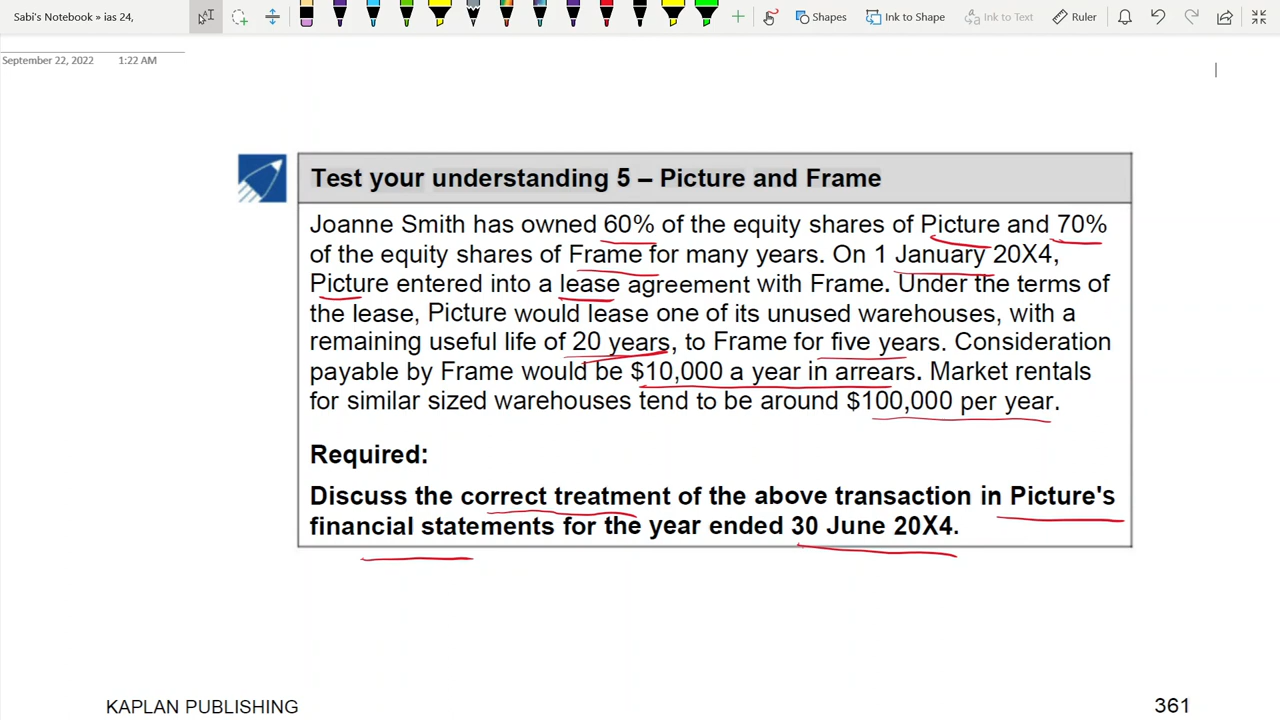 Sabi's Notebook » ias 24,
Shapes
Ink to Shape
Ink to Text
Ruler
September 22, 2022 1:22 AM
Test your understanding 5 – Picture and Frame
Joanne Smith has owned 60% of the equity shares of Picture and 70%
of the equity shares of Frame for many years. On 1 January 20X4,
Picture entered into a lease agreement with Frame. Under the terms of
the lease, Picture would lease one of its unused warehouses, with a
remaining useful life of 20 years, to Frame for five years. Consideration
payable by Frame would be $10,000 a year in arrears. Market rentals
for similar sized warehouses tend to be around $100,000 per year.
Required:
Discuss the correct treatment of the above transaction in Picture's
financial statements for the year ended 30 June 20X4.
KAPLAN PUBLISHING
361